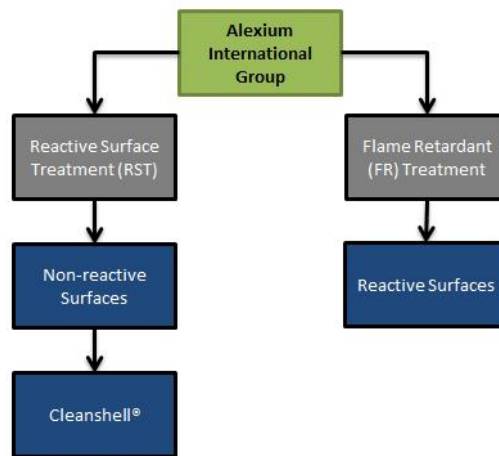 Alexium
International
Group
Reactive Surface
Treatment (RST)
Flame Retardant
(FR) Treatment
Non-reactive
Surfaces
Reactive Surfaces
Cleanshell®